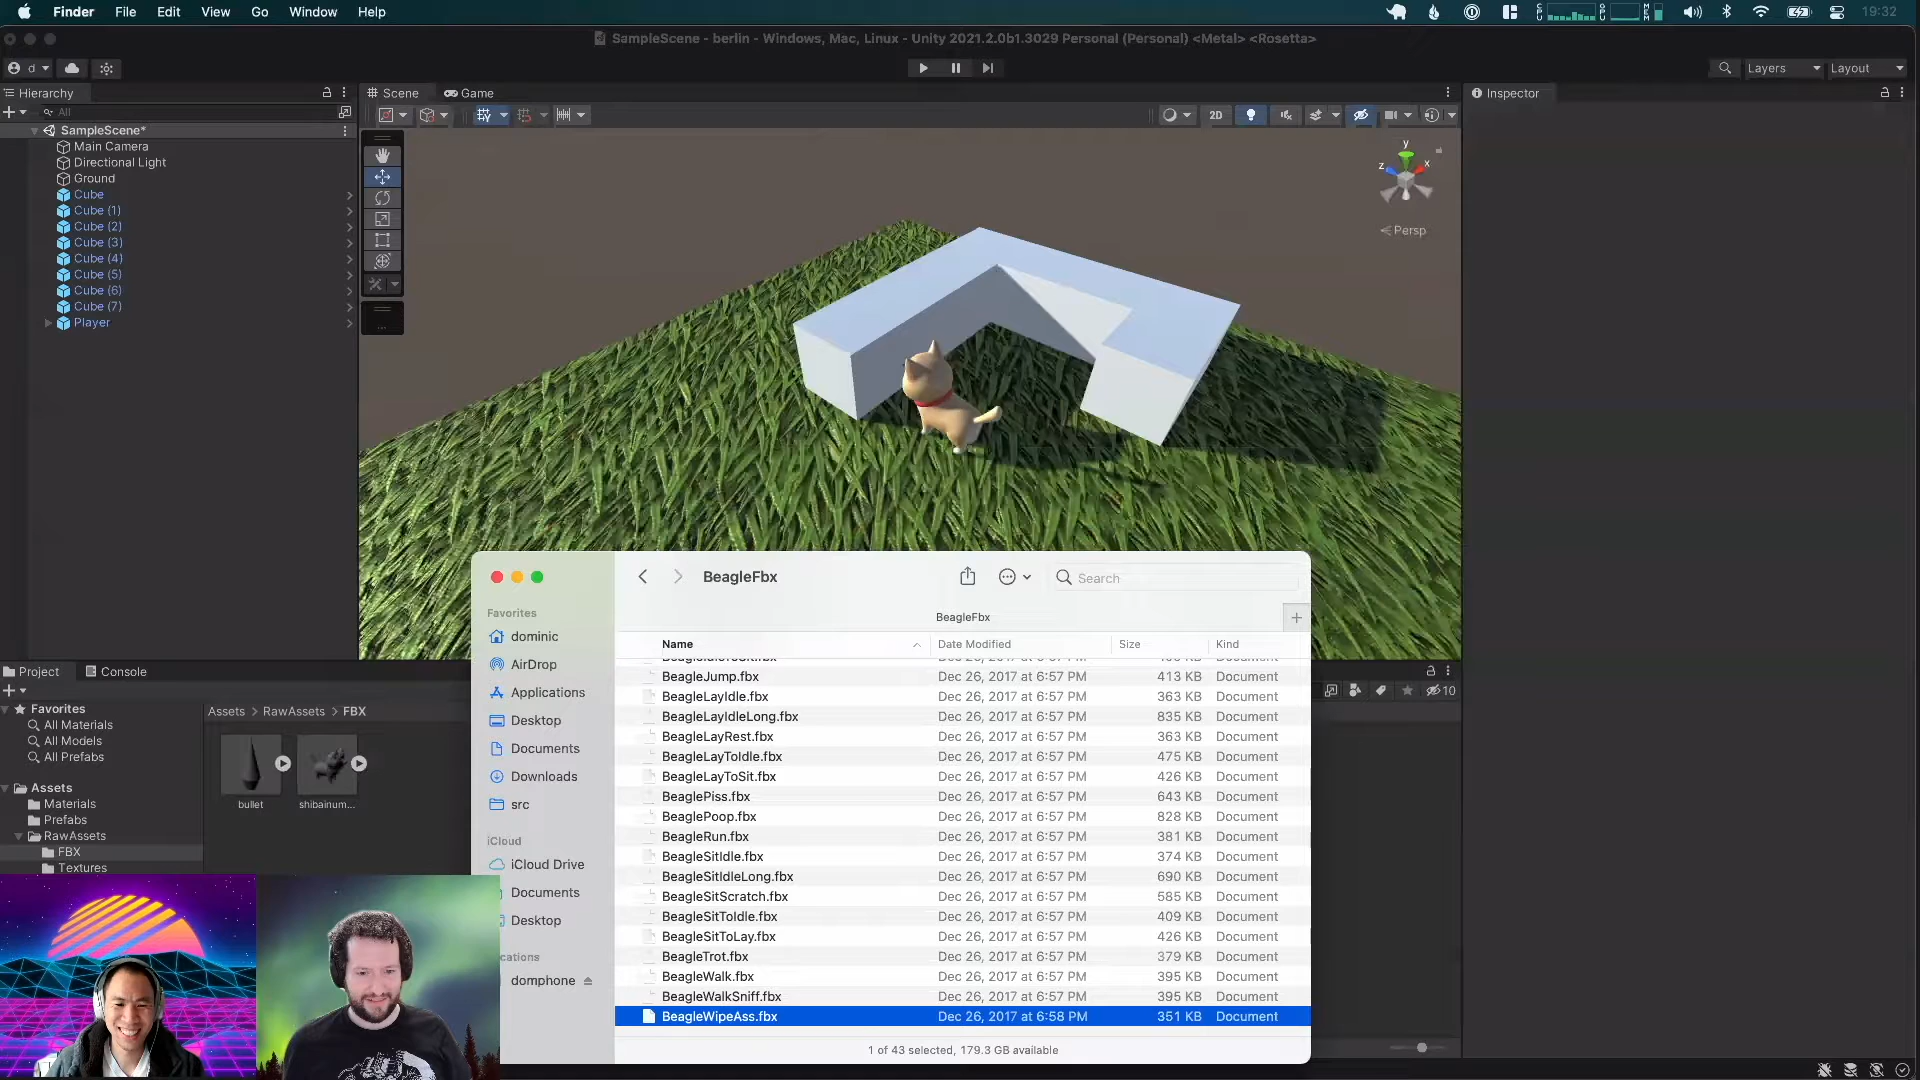 Finder File Edit View Go Window Help 19:32
SampleScene - berlin - Windows, Mac, Linux - Unity 2021.2.0b1.3029 Personal (Personal) <Metal> <Rosetta>
d Layers Layout
Hierarchy
All
SampleScene*
Main Camera
Directional Light
Ground
Cube
Cube (1)
Cube (2)
Cube (3)
Cube (4)
Cube (5)
Cube (6)
Cube (7)
Player
Scene Game
2D
y
z x
Persp
Inspector
Project Console
10
Favorites
All Materials
All Models
All Prefabs
Assets
Materials
Prefabs
RawAssets
FBX
Textures
Assets > RawAssets > FBX
bullet shibainum...
BeagleFbx
Search
BeagleFbx
Favorites
dominic
AirDrop
Applications
Desktop
Documents
Downloads
src
iCloud
iCloud Drive
Documents
Desktop
cations
domphone
Name Date Modified Size Kind
BeagleJump.fbx Dec 26, 2017 at 6:57 PM 413 KB Document
BeagleLayIdle.fbx Dec 26, 2017 at 6:57 PM 363 KB Document
BeagleLayIdleLong.fbx Dec 26, 2017 at 6:57 PM 835 KB Document
BeagleLayRest.fbx Dec 26, 2017 at 6:57 PM 363 KB Document
BeagleLayToIdle.fbx Dec 26, 2017 at 6:57 PM 475 KB Document
BeagleLayToSit.fbx Dec 26, 2017 at 6:57 PM 426 KB Document
BeaglePiss.fbx Dec 26, 2017 at 6:57 PM 643 KB Document
BeaglePoop.fbx Dec 26, 2017 at 6:57 PM 828 KB Document
BeagleRun.fbx Dec 26, 2017 at 6:57 PM 381 KB Document
BeagleSitIdle.fbx Dec 26, 2017 at 6:57 PM 374 KB Document
BeagleSitIdleLong.fbx Dec 26, 2017 at 6:57 PM 690 KB Document
BeagleSitScratch.fbx Dec 26, 2017 at 6:57 PM 585 KB Document
BeagleSitToIdle.fbx Dec 26, 2017 at 6:57 PM 409 KB Document
BeagleSitToLay.fbx Dec 26, 2017 at 6:57 PM 426 KB Document
BeagleTrot.fbx Dec 26, 2017 at 6:57 PM 379 KB Document
BeagleWalk.fbx Dec 26, 2017 at 6:57 PM 395 KB Document
BeagleWalkSniff.fbx Dec 26, 2017 at 6:57 PM 395 KB Document
BeagleWipeAss.fbx Dec 26, 2017 at 6:58 PM 351 KB Document
1 of 43 selected, 179.3 GB available